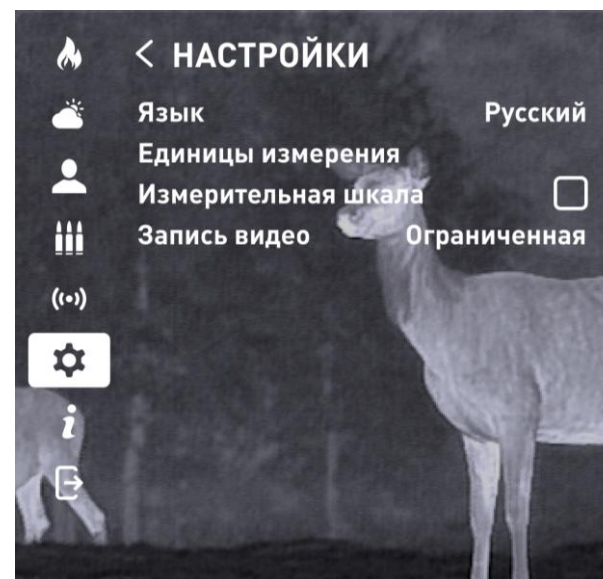 < НАСТРОЙКИ
Язык Русский
Единицы измерения
Измерительная шкала
Запись видео Ограниченная